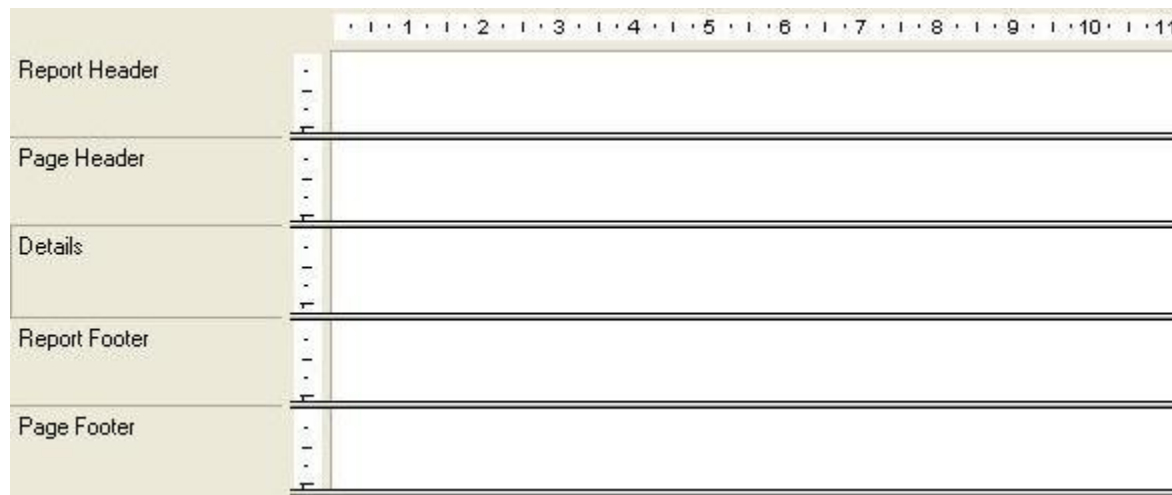 1 2 3 4 5 6 7 8 9 10 11
Report Header
Page Header
Details
Report Footer
Page Footer